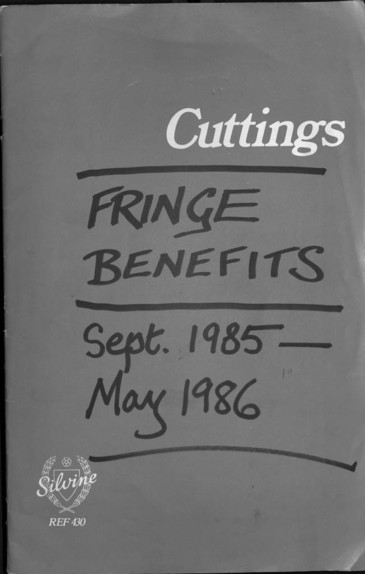 Cuttings
FRINGE
BENEFITS
Sept. 1985 —
May 1986
Silvine
REF 430